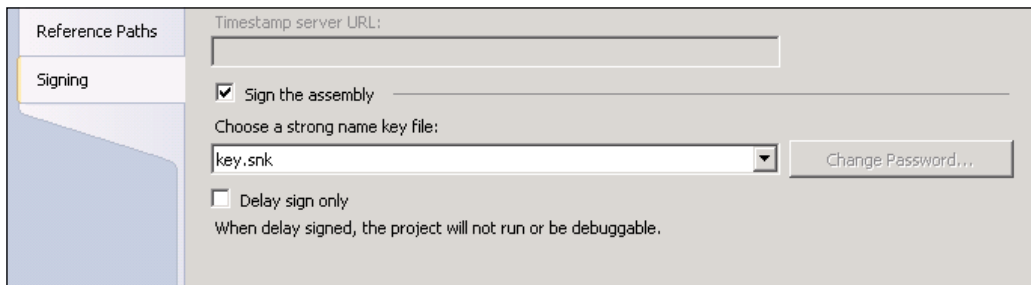 Reference Paths
Signing
Timestamp server URL:
Sign the assembly
Choose a strong name key file:
key.snk
Change Password...
Delay sign only
When delay signed, the project will not run or be debuggable.